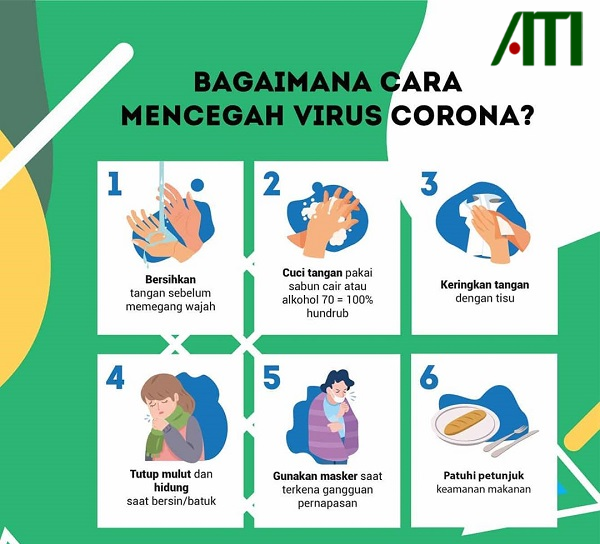 AITI
BAGAIMANA CARA
MENCEGAH VIRUS CORONA?
1
Bersihkan
tangan sebelum
memegang wajah
2
Cuci tangan pakai
sabun cair atau
alkohol 70 = 100%
hundrub
3
Keringkan tangan
dengan tisu
4
Tutup mulut dan
hidung
saat bersin/batuk
5
Gunakan masker saat
terkena gangguan
pernapasan
6
Patuhi petunjuk
keamanan makanan